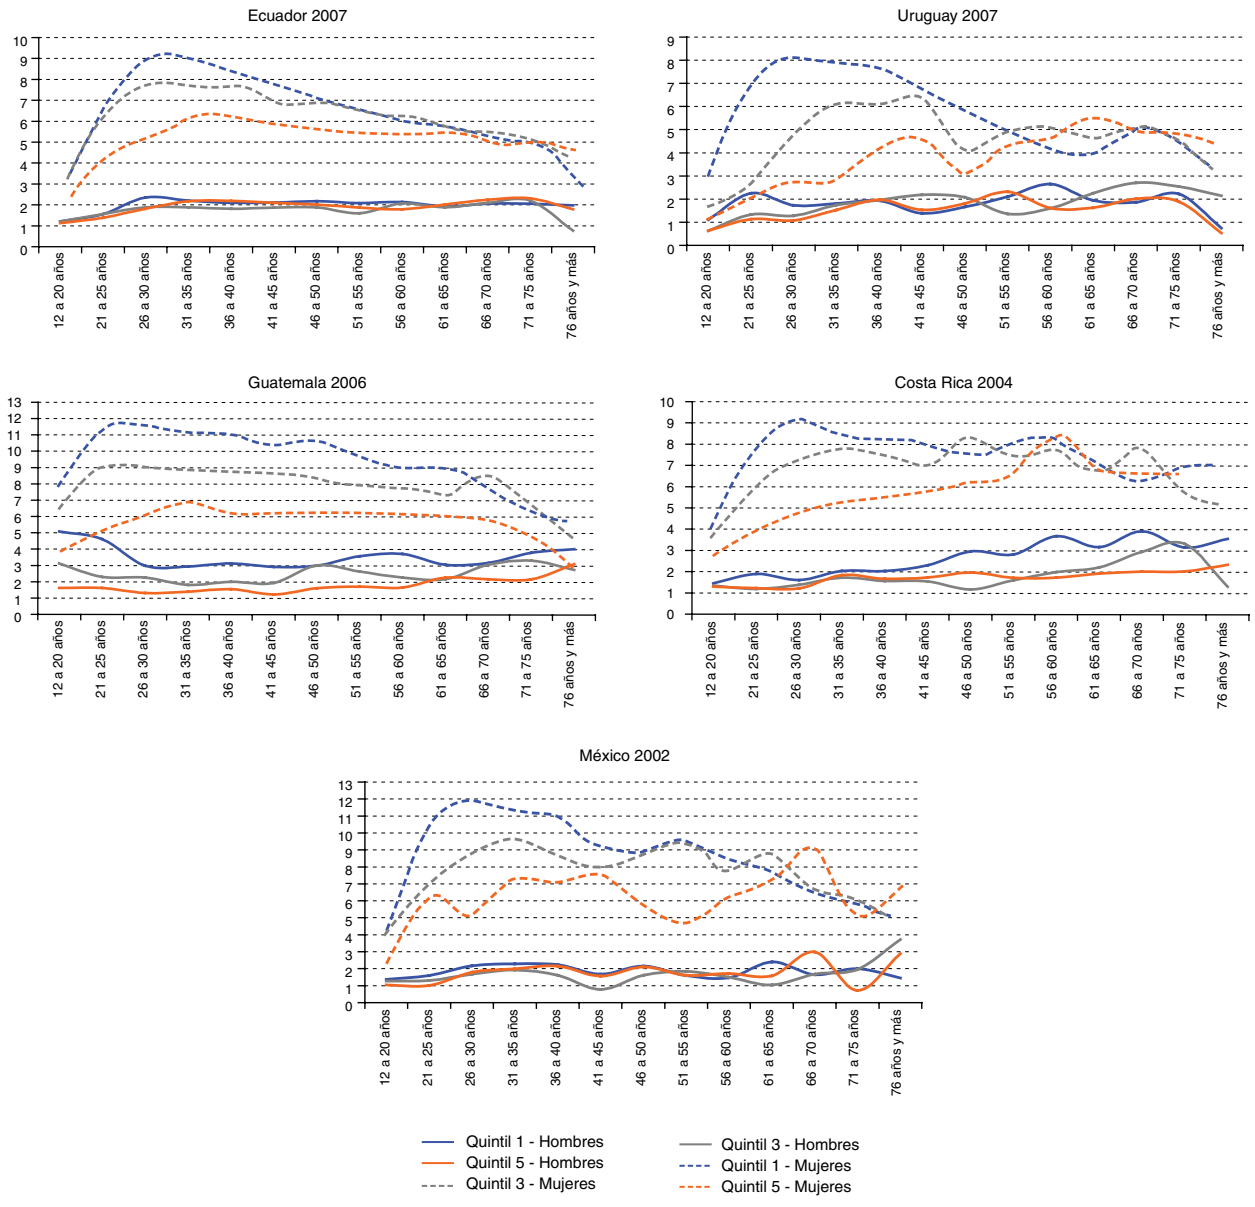 Ecuador 2007
10
9
8
7
6
5
4
3
2
1
0
12 a 20 años
21 a 25 años
26 a 30 años
31 a 35 años
36 a 40 años
41 a 45 años
46 a 50 años
51 a 55 años
56 a 60 años
61 a 65 años
66 a 70 años
71 a 75 años
76 años y más
Uruguay 2007
9
8
7
6
5
4
3
2
1
0
12 a 20 años
21 a 25 años
26 a 30 años
31 a 35 años
36 a 40 años
41 a 45 años
46 a 50 años
51 a 55 años
56 a 60 años
61 a 65 años
66 a 70 años
71 a 75 años
76 años y más
Guatemala 2006
13
12
11
10
9
8
7
6
5
4
3
2
1
0
12 a 20 años
21 a 25 años
26 a 30 años
31 a 35 años
36 a 40 años
41 a 45 años
46 a 50 años
51 a 55 años
56 a 60 años
61 a 65 años
66 a 70 años
71 a 75 años
76 años y más
Costa Rica 2004
10
9
8
7
6
5
4
3
2
1
0
12 a 20 años
21 a 25 años
26 a 30 años
31 a 35 años
36 a 40 años
41 a 45 años
46 a 50 años
51 a 55 años
56 a 60 años
61 a 65 años
66 a 70 años
71 a 75 años
76 años y más
México 2002
13
12
11
10
9
8
7
6
5
4
3
2
1
0
12 a 20 años
21 a 25 años
26 a 30 años
31 a 35 años
36 a 40 años
41 a 45 años
46 a 50 años
51 a 55 años
56 a 60 años
61 a 65 años
66 a 70 años
71 a 75 años
76 años y más
Quintil 1 - Hombres
Quintil 5 - Hombres
Quintil 3 - Mujeres
Quintil 3 - Hombres
Quintil 1 - Mujeres
Quintil 5 - Mujeres